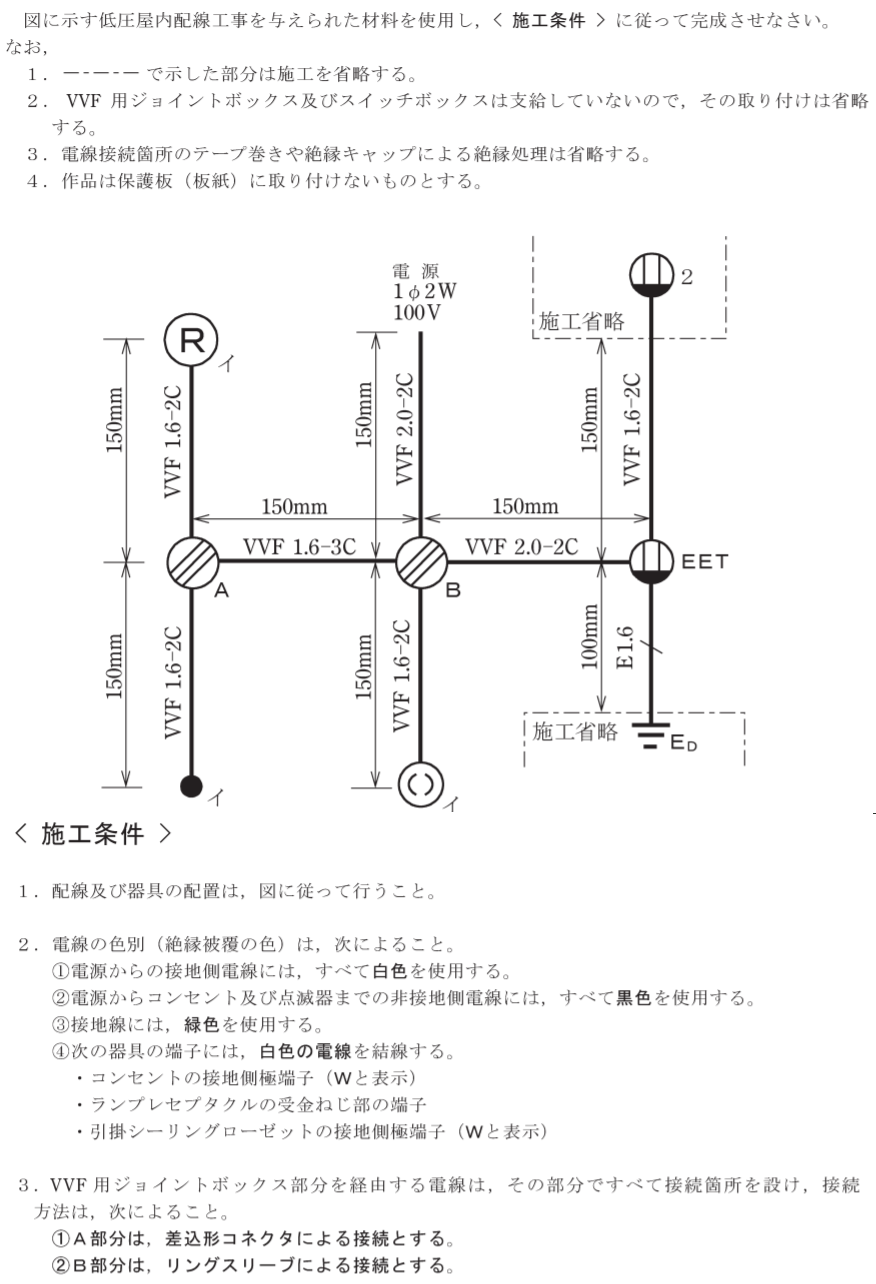 図に示す低圧屋内配線工事を与えられた材料を使用し，＜ 施工条件 ＞に従って完成させなさい。
なお，
１．－－－－－で示した部分は施工を省略する。
２．VVF 用ジョイントボックス及びスイッチボックスは支給していないので，その取り付けは省略
する。
３．電線接続箇所のテープ巻きや絶縁キャップによる絶縁処理は省略する。
４．作品は保護板（板紙）に取り付けないものとする。
電 源
1φ2W
100V
2
施工省略
R
イ
150mm
VVF 1.6-2C
150mm
VVF 2.0-2C
150mm
VVF 1.6-2C
150mm
150mm
VVF 1.6-3C
VVF 2.0-2C
EET
A
B
150mm
VVF 1.6-2C
150mm
VVF 1.6-2C
100mm
E1.6
施工省略
ED
イ
イ
＜ 施工条件 ＞
１．配線及び器具の配置は，図に従って行うこと。
２．電線の色別（絶縁被覆の色）は，次によること。
①電源からの接地側電線には，すべて白色を使用する。
②電源からコンセント及び点滅器までの非接地側電線には，すべて黒色を使用する。
③接地線には，緑色を使用する。
④次の器具の端子には，白色の電線を結線する。
・コンセントの接地側極端子（Wと表示）
・ランプレセプタクルの受金ねじ部の端子
・引掛シーリングローゼットの接地側極端子（Wと表示）
３．VVF 用ジョイントボックス部分を経由する電線は，その部分ですべて接続箇所を設け，接続
方法は，次によること。
①A部分は，差込形コネクタによる接続とする。
②B部分は，リングスリーブによる接続とする。